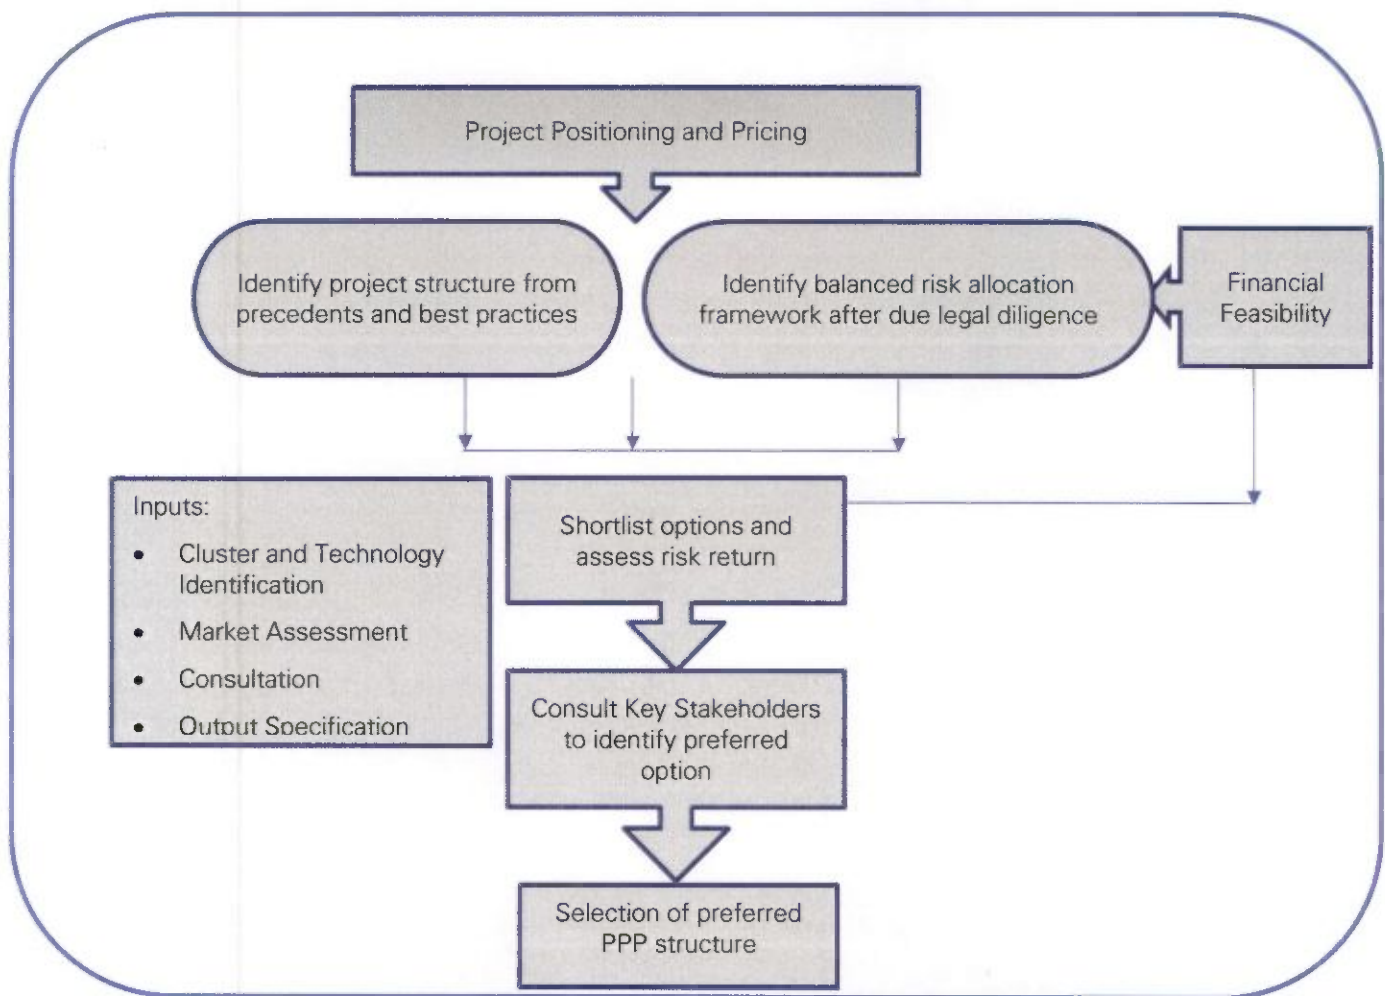 Project Positioning and Pricing
Identify project structure from
precedents and best practices
Identify balanced risk allocation
framework after due legal diligence
Financial
Feasibility
Inputs:
• Cluster and Technology
Identification
• Market Assessment
• Consultation
• Output Specification
Shortlist options and
assess risk return
Consult Key Stakeholders
to identify preferred
option
Selection of preferred
PPP structure